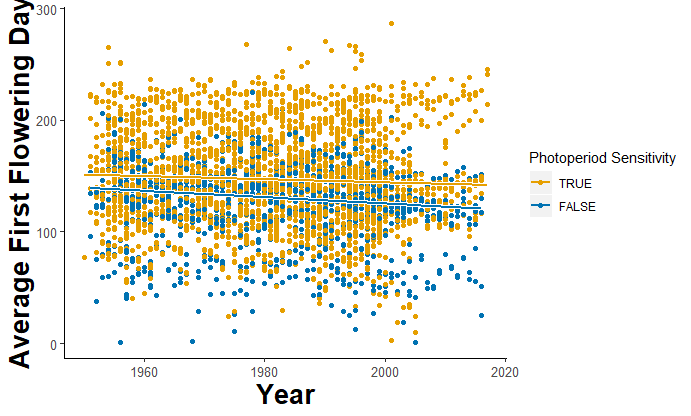 300
200
100
0
Average First Flowering Day
1960
1980
2000
2020
Year
Photoperiod Sensitivity
TRUE
FALSE